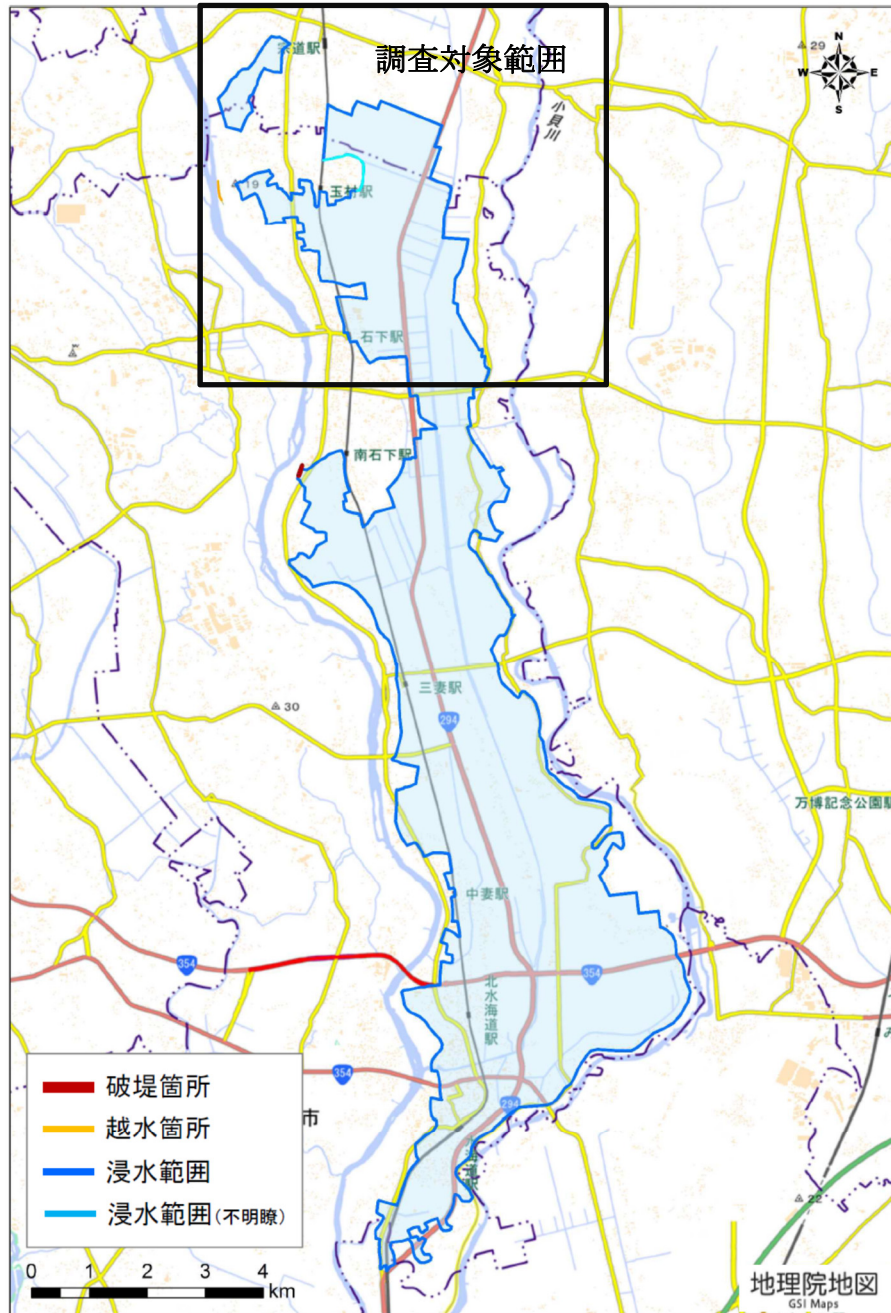 宗道駅
調査対象範囲
29
N
W E
S
小貝川
19
玉村駅
石下駅
南石下駅
三妻駅
30
294
万博記念公園駅
中妻駅
354
354
北水海道駅
354
294
市
水海道駅
22
破堤箇所
越水箇所
浸水範囲
浸水範囲(不明瞭)
0 1 2 3 4
km
地理院地図
GSI Maps